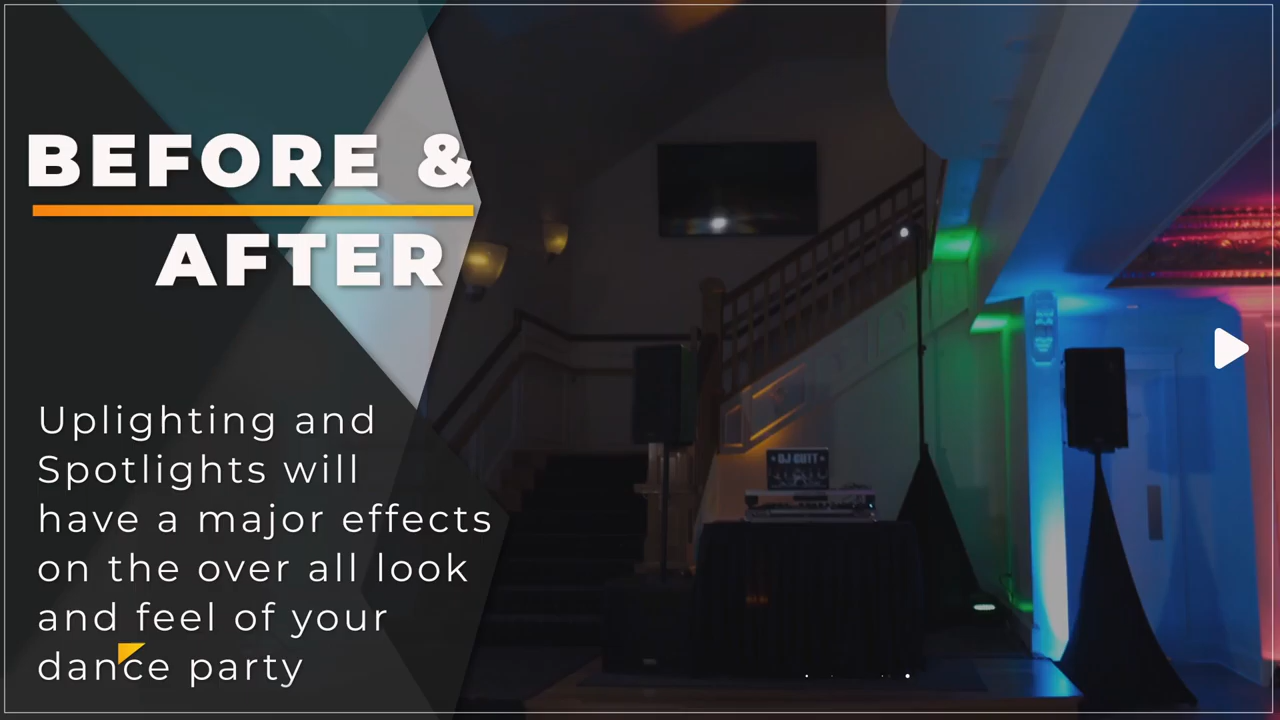 BEFORE &
AFTER
Uplighting and
Spotlights will
have a major effects
on the over all look
and feel of your
dance party
DJ GOTT